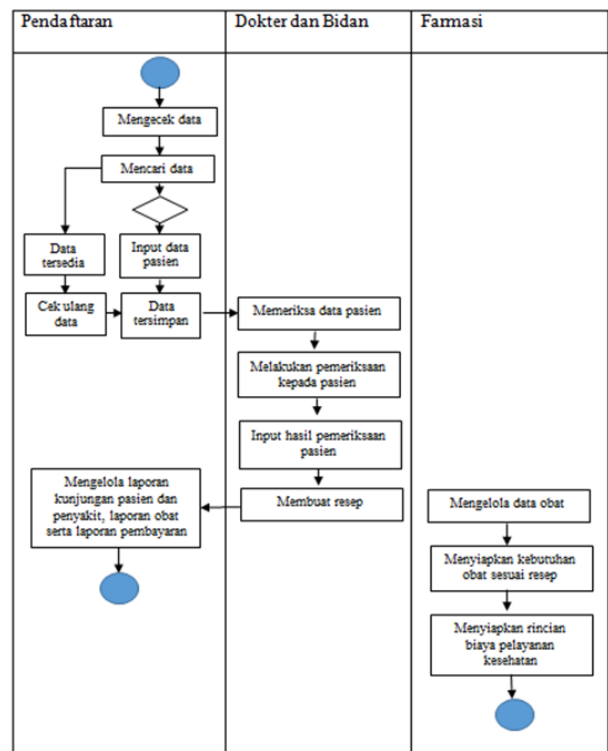 Pendaftaran
Dokter dan Bidan
Farmasi
Mengecek data
Mencari data
Data
tersedia
Input data
pasien
Cek ulang
data
Data
tersimpan
Memeriksa data pasien
Melakukan pemeriksaan
kepada pasien
Input hasil pemeriksaan
pasien
Membuat resep
Mengelola laporan
kunjungan pasien dan
penyakit, laporan obat
serta laporan pembayaran
Mengelola data obat
Menyiapkan kebutuhan
obat sesuai resep
Menyiapkan rincian
biaya pelayanan
kesehatan